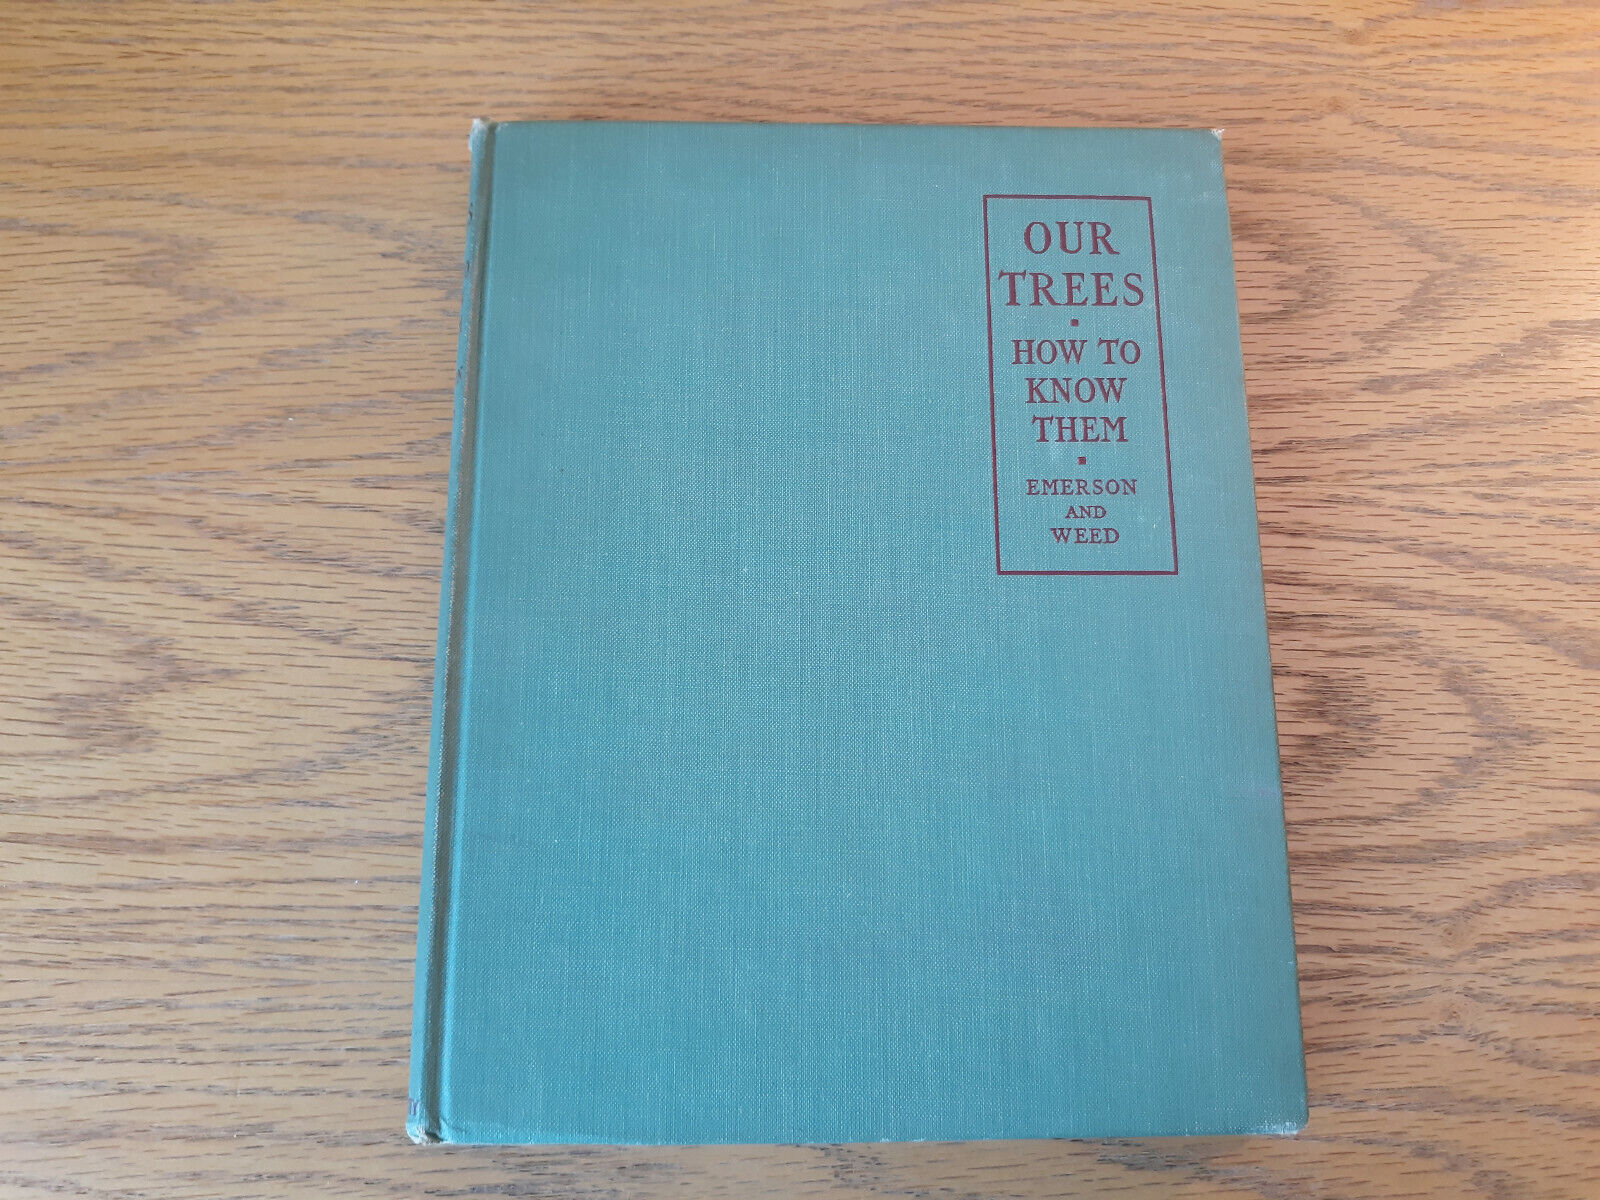 OUR
TREES
HOW TO
KNOW
THEM
EMERSON
AND
WEED